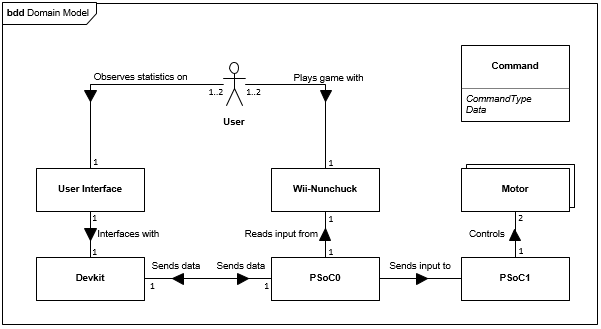 bdd Domain Model
Observes statistics on
Plays game with
1..2
1..2
User
Command
CommandType
Data
1
1
User Interface
Wii-Nunchuck
Motor
1
1
2
Interfaces with
Reads input from
Controls
1
1
1
Sends data
Sends data
Sends input to
Devkit
PSoC0
PSoC1
1
1